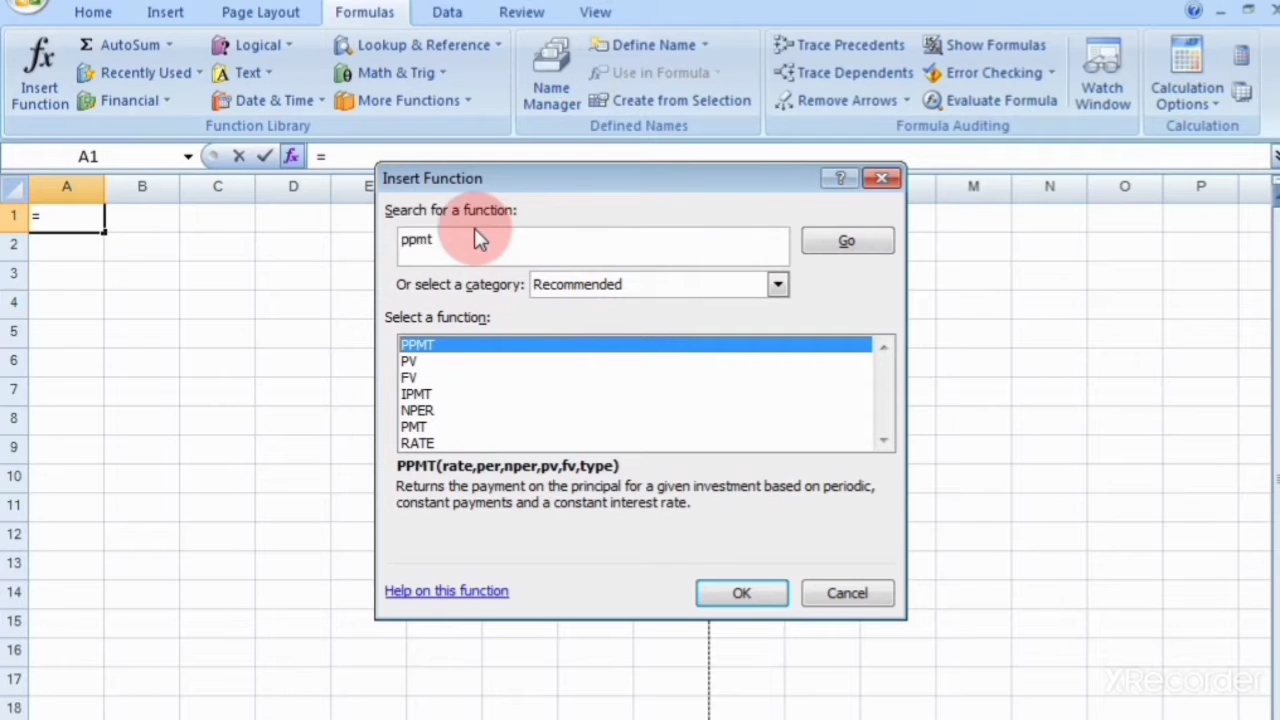 Home Insert Page Layout Formulas Data Review View
fx Insert Function
Σ AutoSum
Recently Used
Financial
Logical
Text
Date & Time
Lookup & Reference
Math & Trig
More Functions
Function Library
Name Manager
Define Name
Use in Formula
Create from Selection
Defined Names
Trace Precedents
Trace Dependents
Remove Arrows
Show Formulas
Error Checking
Evaluate Formula
Formula Auditing
Watch Window
Calculation Options
Calculation
A1 fx =
A B C D E M N O P
1 =
2
3
4
5
6
7
8
9
10
11
12
13
14
15
16
17
18
Insert Function ?
Search for a function:
ppmt Go
Or select a category: Recommended
Select a function:
PPMT
PV
FV
IPMT
NPER
PMT
RATE
PPMT(rate,per,nper,pv,fv,type)
Returns the payment on the principal for a given investment based on periodic,
constant payments and a constant interest rate.
Help on this function OK Cancel
XRecorder